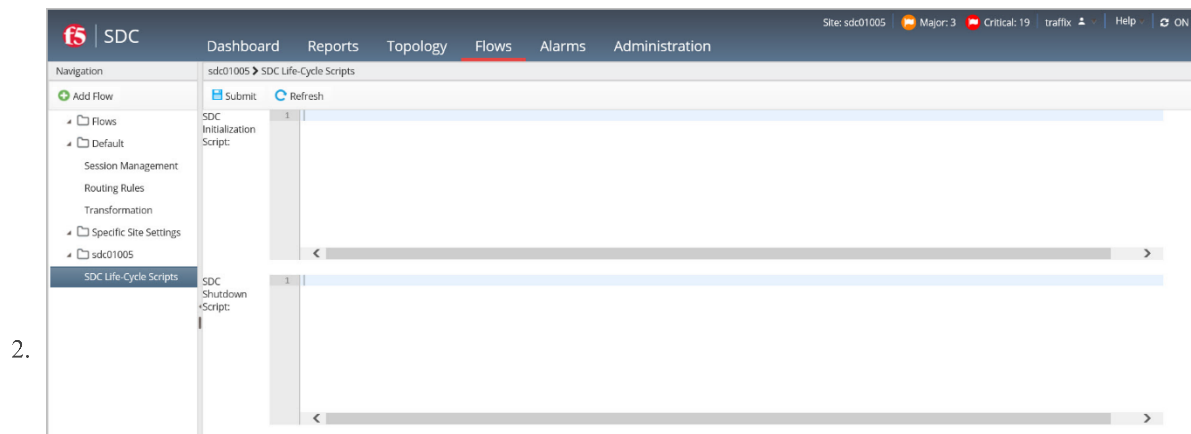 Site: sdc01005 Major: 3 Critical: 19 traffix Help ON
f5 SDC
Dashboard Reports Topology Flows Alarms Administration
Navigation sdc01005 > SDC Life-Cycle Scripts
Add Flow Submit Refresh
Flows
Default
Session Management
Routing Rules
Transformation
Specific Site Settings
sdc01005
SDC Life-Cycle Scripts
SDC 1
Initialization
Script:
SDC 1
Shutdown
Script:
2.